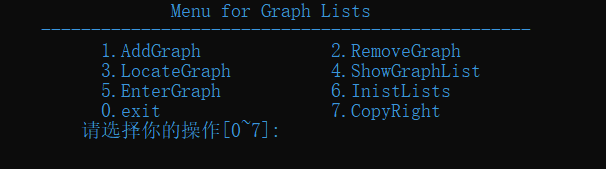 Menu for Graph Lists
-------------------------------------------------
1.AddGraph 2.RemoveGraph
3.LocateGraph 4.ShowGraphList
5.EnterGraph 6.InistLists
0.exit 7.CopyRight
请选择你的操作[0~7]: